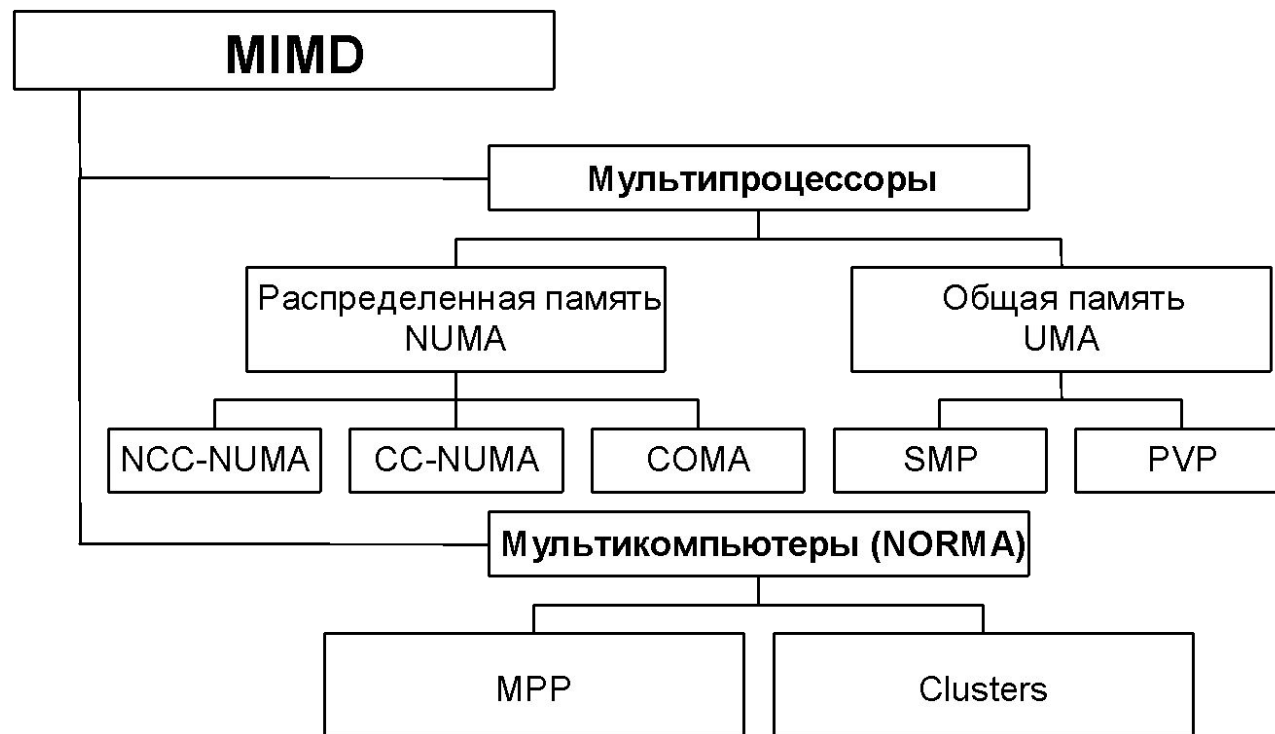 MIMD
Мультипроцессоры
Распределенная память
NUMA
Общая память
UMA
NCC-NUMA
CC-NUMA
COMA
SMP
PVP
Мультикомпьютеры (NORMA)
MPP
Clusters